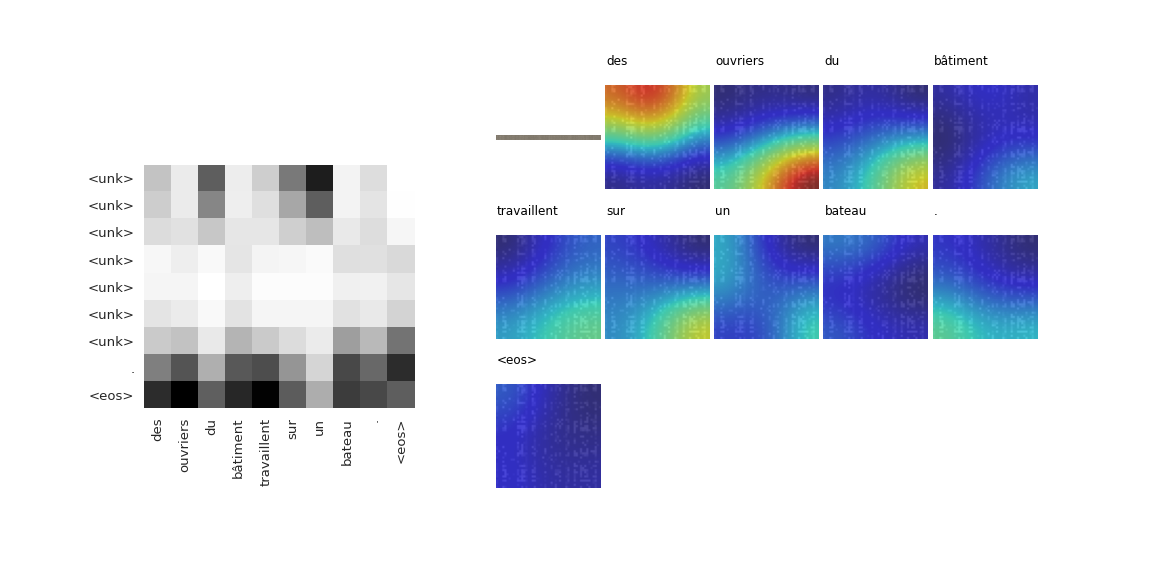 <unk>
<unk>
<unk>
<unk>
<unk>
<unk>
<unk>
.
<eos>
des
ouvriers
du
bâtiment
travaillent
sur
un
bateau
.
<eos>
des ouvriers du bâtiment
travaillent sur un bateau .
<eos>